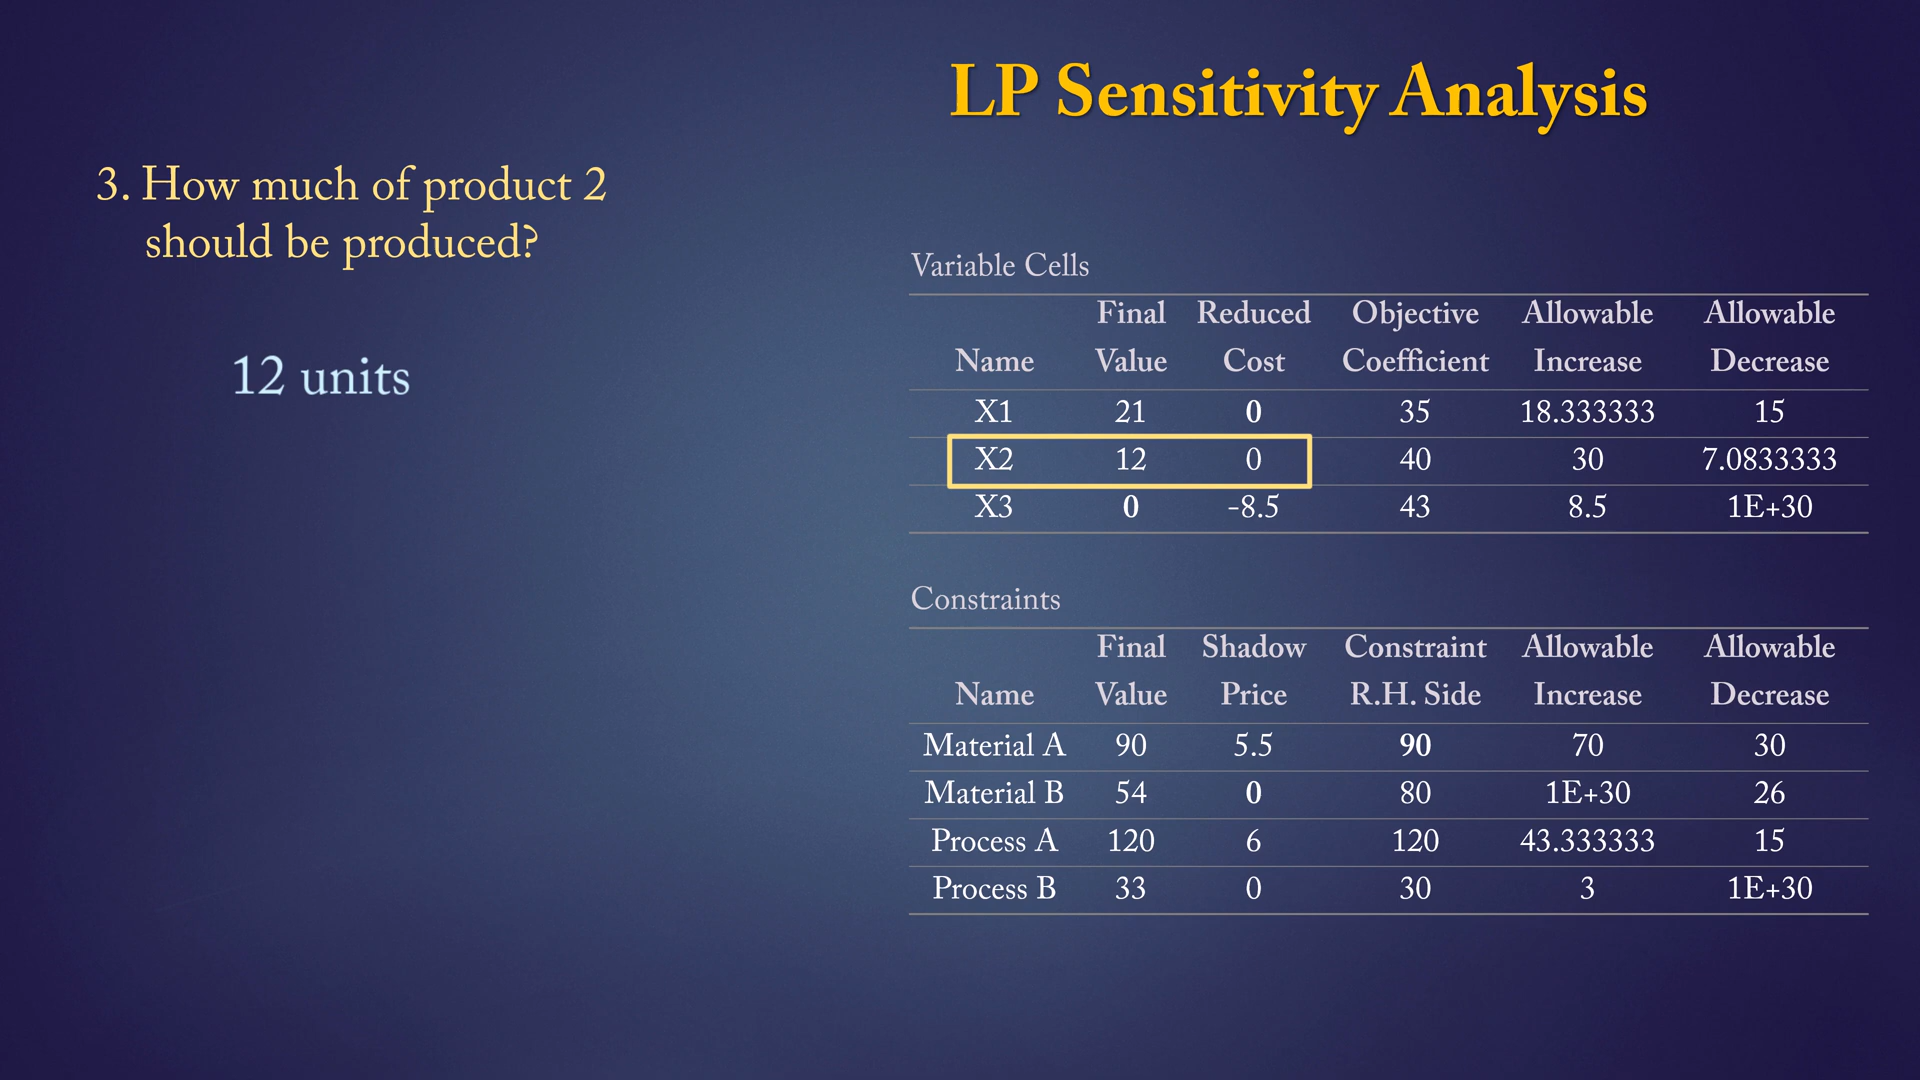 LP Sensitivity Analysis
3. How much of product 2
should be produced?
12 units
Variable Cells
Final Reduced Objective Allowable Allowable
Name Value Cost Coefficient Increase Decrease
X1 21 0 35 18.333333 15
X2 12 0 40 30 7.0833333
X3 0 -8.5 43 8.5 1E+30
Constraints
Final Shadow Constraint Allowable Allowable
Name Value Price R.H. Side Increase Decrease
Material A 90 5.5 90 70 30
Material B 54 0 80 1E+30 26
Process A 120 6 120 43.333333 15
Process B 33 0 30 3 1E+30